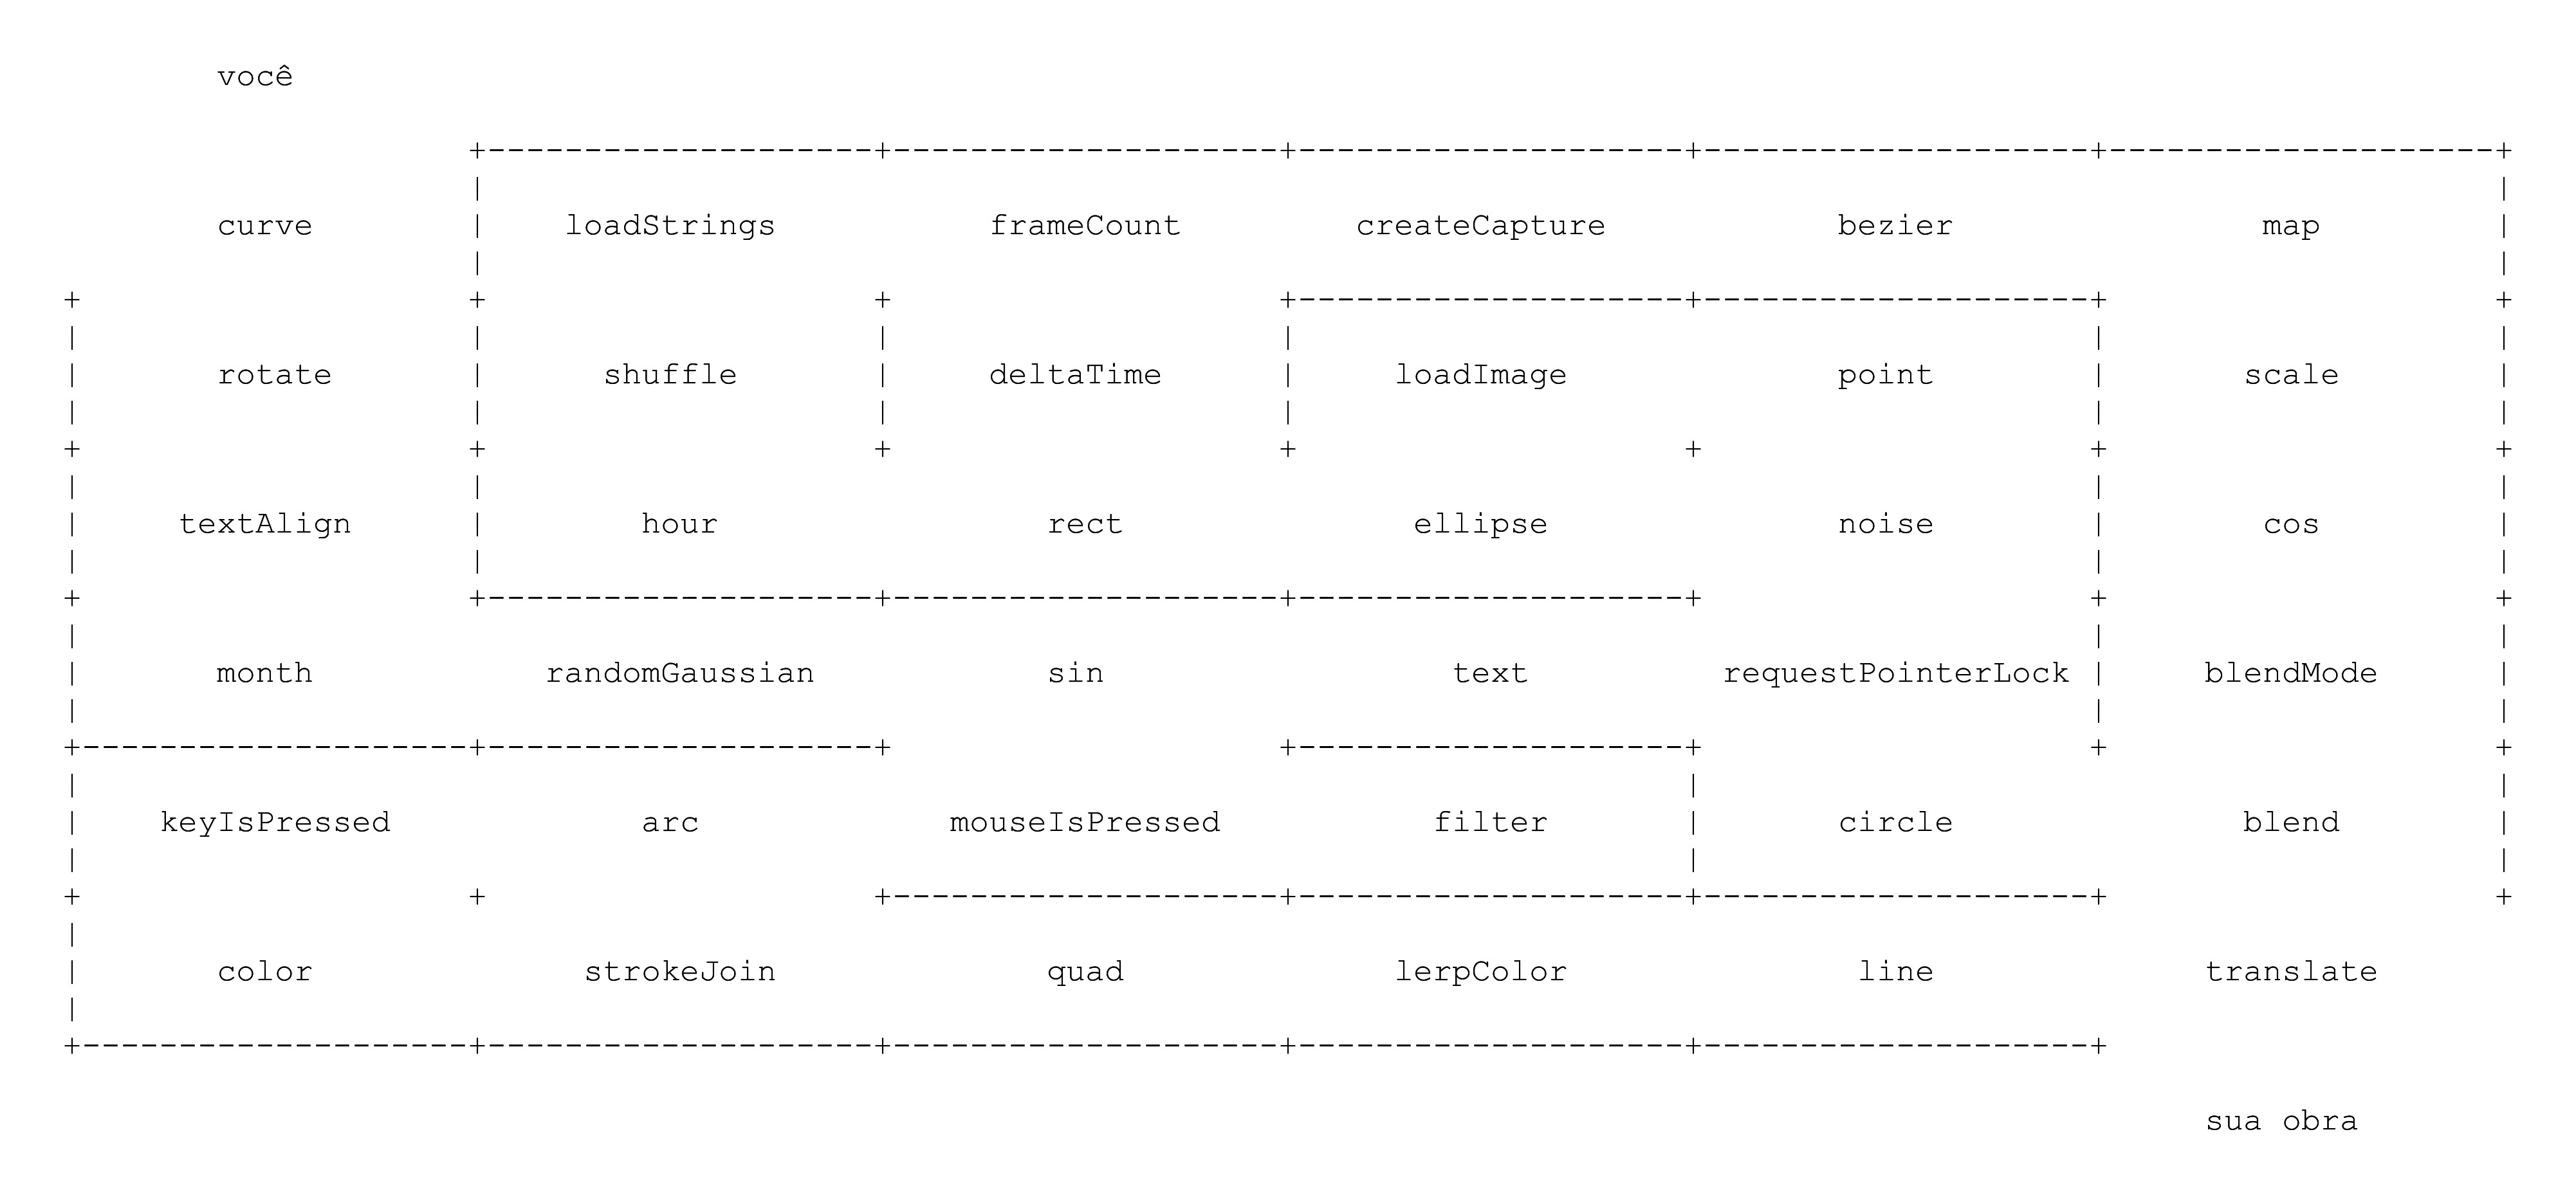 você
curve loadStrings frameCount createCapture bezier map
rotate shuffle deltaTime loadImage point scale
textAlign hour rect ellipse noise cos
month randomGaussian sin text requestPointerLock blendMode
keyIsPressed arc mouseIsPressed filter circle blend
color strokeJoin quad lerpColor line translate
sua obra